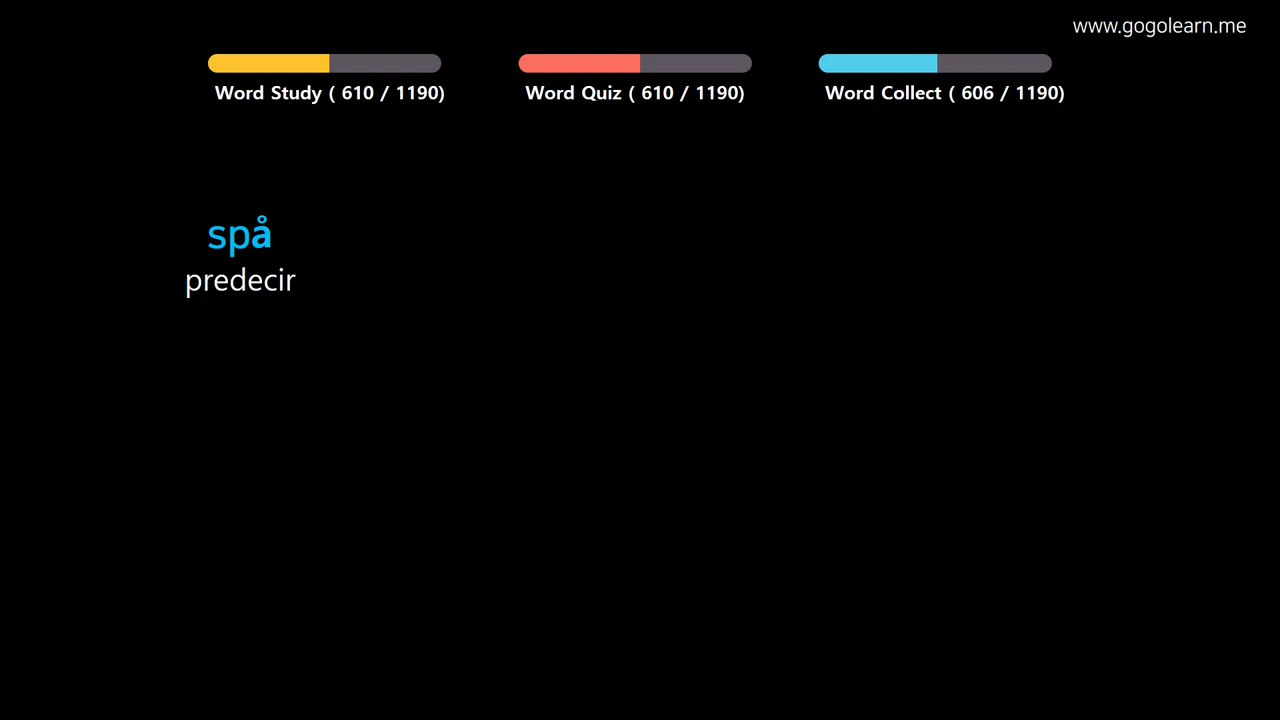 www.gogolearn.me
Word Study ( 610 / 1190)
Word Quiz ( 610 / 1190)
Word Collect ( 606 / 1190)
spå
predecir